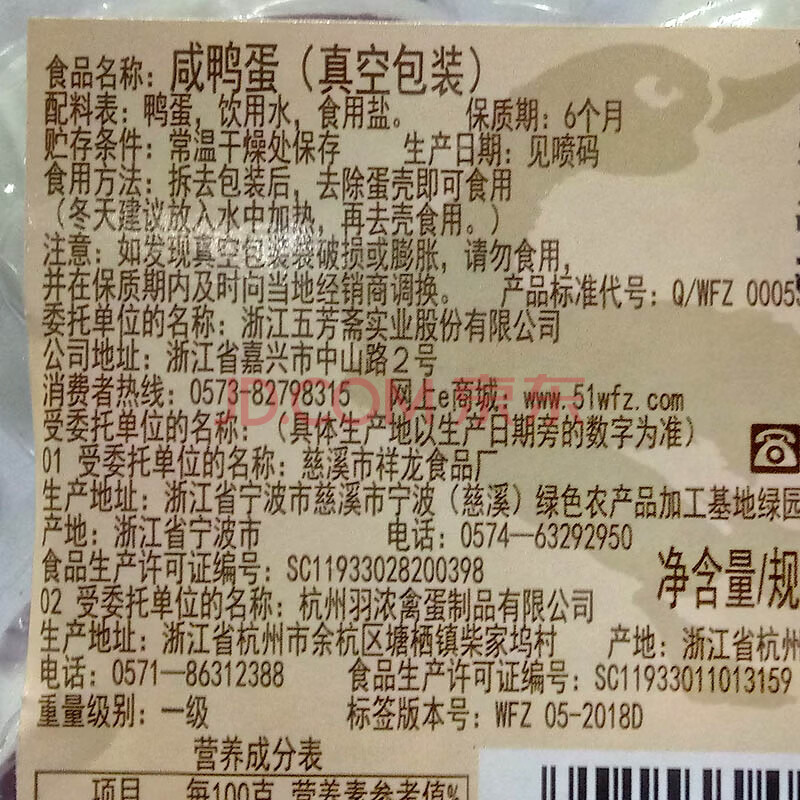 食品名称：咸鸭蛋（真空包装）
配料表：鸭蛋，饮用水，食用盐。 保质期：6个月
贮存条件：常温干燥处保存 生产日期：见喷码
食用方法：拆去包装后，去除蛋壳即可食用
（冬天建议放入水中加热，再去壳食用。）
注意：如发现真空包装袋破损或膨胀，请勿食用，
并在保质期内及时向当地经销商调换。 产品标准代号：Q/WFZ 0005
委托单位的名称：浙江五芳斋实业股份有限公司
公司地址：浙江省嘉兴市中山路2号
消费者热线：0573-82798315 网上e商城：www.51wfz.com
JD.COM 京东
受委托单位的名称：（具体生产地以生产日期旁的数字为准）
01 受委托单位的名称：慈溪市祥龙食品厂
生产地址：浙江省宁波市慈溪市宁波（慈溪）绿色农产品加工基地绿园
产地：浙江省宁波市 电话：0574—63292950
食品生产许可证编号：SC11933028200398
净含量/规
02 受委托单位的名称：杭州羽浓禽蛋制品有限公司
生产地址：浙江省杭州市余杭区塘栖镇柴家坞村 产地：浙江省杭州
电话：0571—86312388 食品生产许可证编号：SC11933011013159
重量级别：一级 标签版本号：WFZ 05-2018D
营养成分表
项目 每100克 营养素参考值%